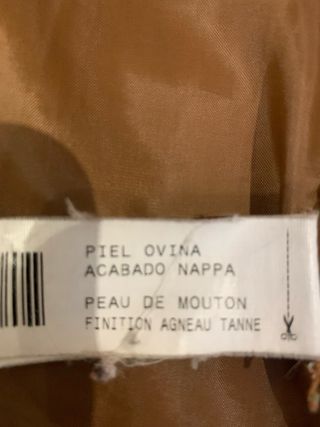 PIEL OVINA
ACABADO NAPPA
PEAU DE MOUTON
FINITION AGNEAU TANNE